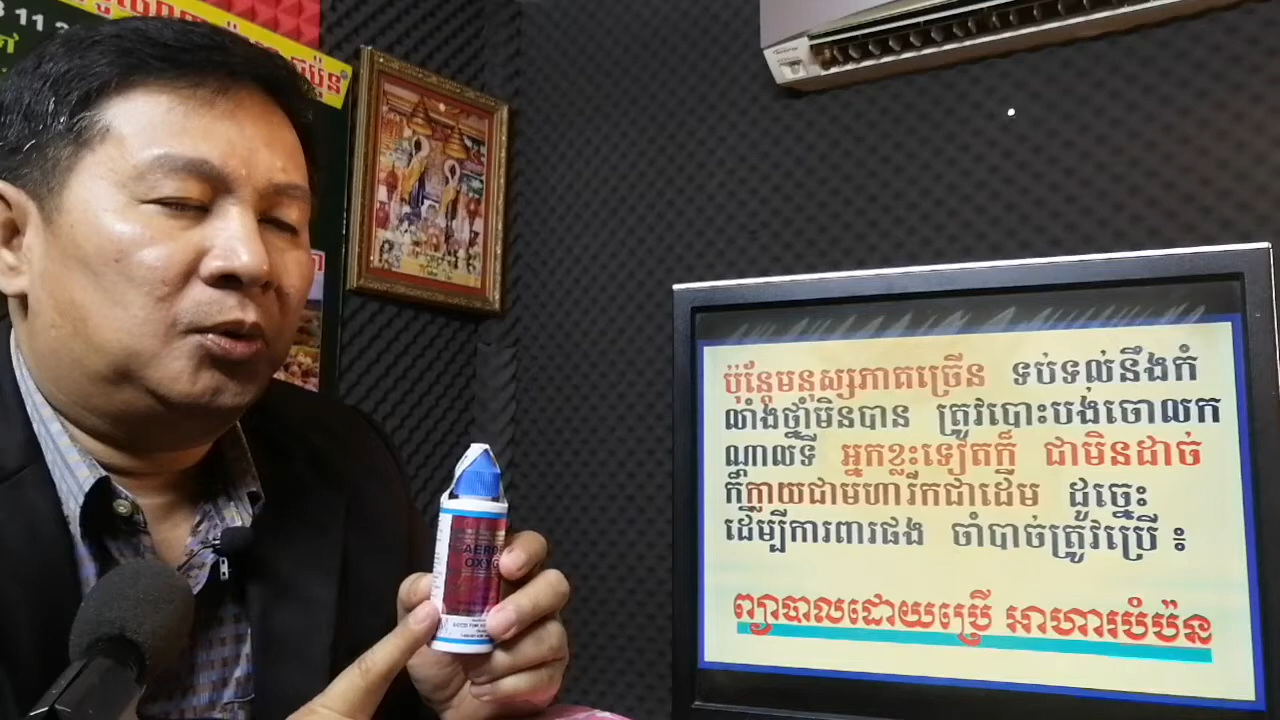 ប៉ុន្តែមនុស្សភាគច្រើន ទប់ទល់នឹងកំ
លាំងថ្នាំមិនបាន ត្រូវបោះបង់ចោលក
ណ្តាលទី អ្នកខ្លះទៀតក៏ ជាមិនដាច់
ក៏ក្លាយជាមហារីកជាដើម ដូច្នេះ
ដើម្បីការពារផង ចាំបាច់ត្រូវប្រើ ៖
ព្យាបាលដោយប្រើ អាហារបំប៉ន